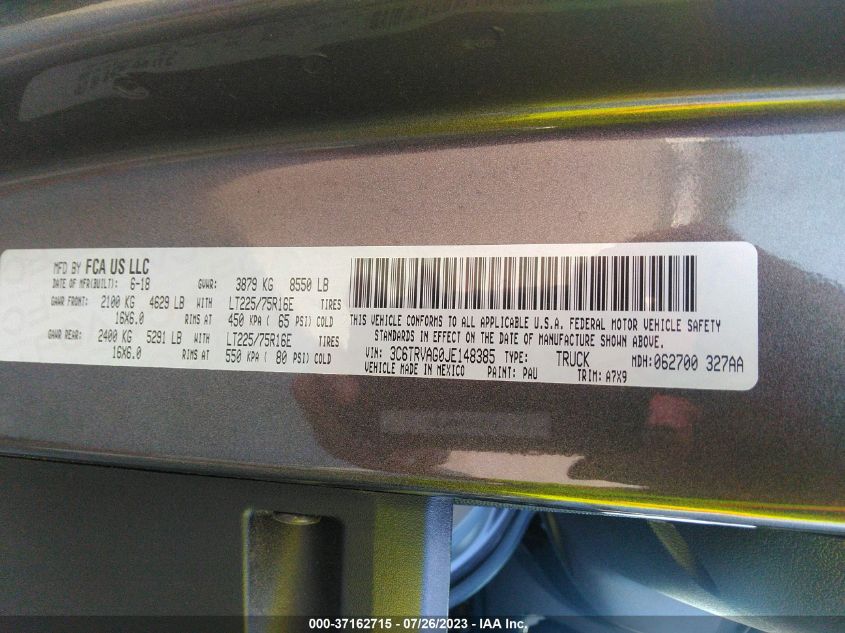 MFD BY FCA US LLC
DATE OF MFR(BUILT): 6-18 GVWR: 3879 KG 8550 LB
GAWR FRONT: 2100 KG 4629 LB WITH LT225/75R16E TIRES
16X6.0 RIMS AT 450 KPA ( 65 PSI) COLD
GAWR REAR: 2400 KG 5291 LB WITH LT225/75R16E TIRES
16X6.0 RIMS AT 550 KPA ( 80 PSI) COLD
THIS VEHICLE CONFORMS TO ALL APPLICABLE U.S.A. FEDERAL MOTOR VEHICLE SAFETY
STANDARDS IN EFFECT ON THE DATE OF MANUFACTURE SHOWN ABOVE.
VIN: 3C6TRVAG0JE148385 TYPE: TRUCK MDH:062700 327AA
VEHICLE MADE IN MEXICO PAINT: PAU TRIM: A7X9
000-37162715 - 07/26/2023 - IAA Inc.